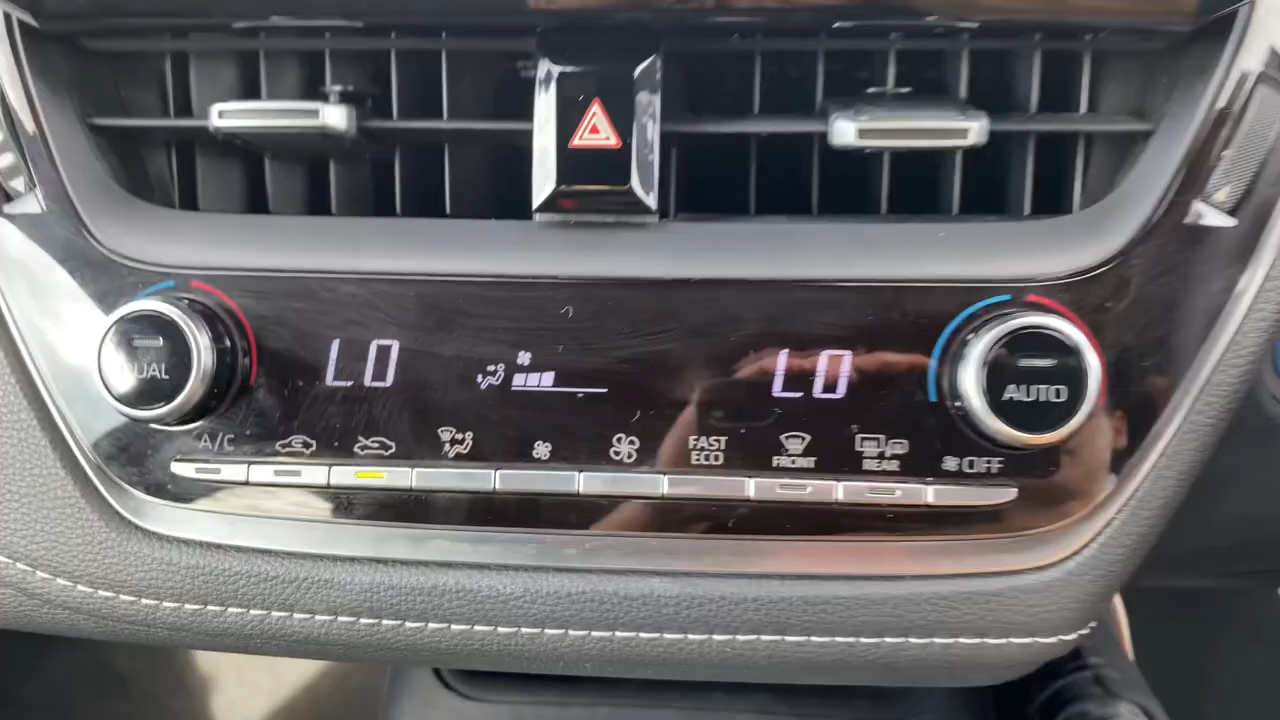 LO
LO
DUAL
AUTO
A/C
FAST
ECO
FRONT
REAR
OFF